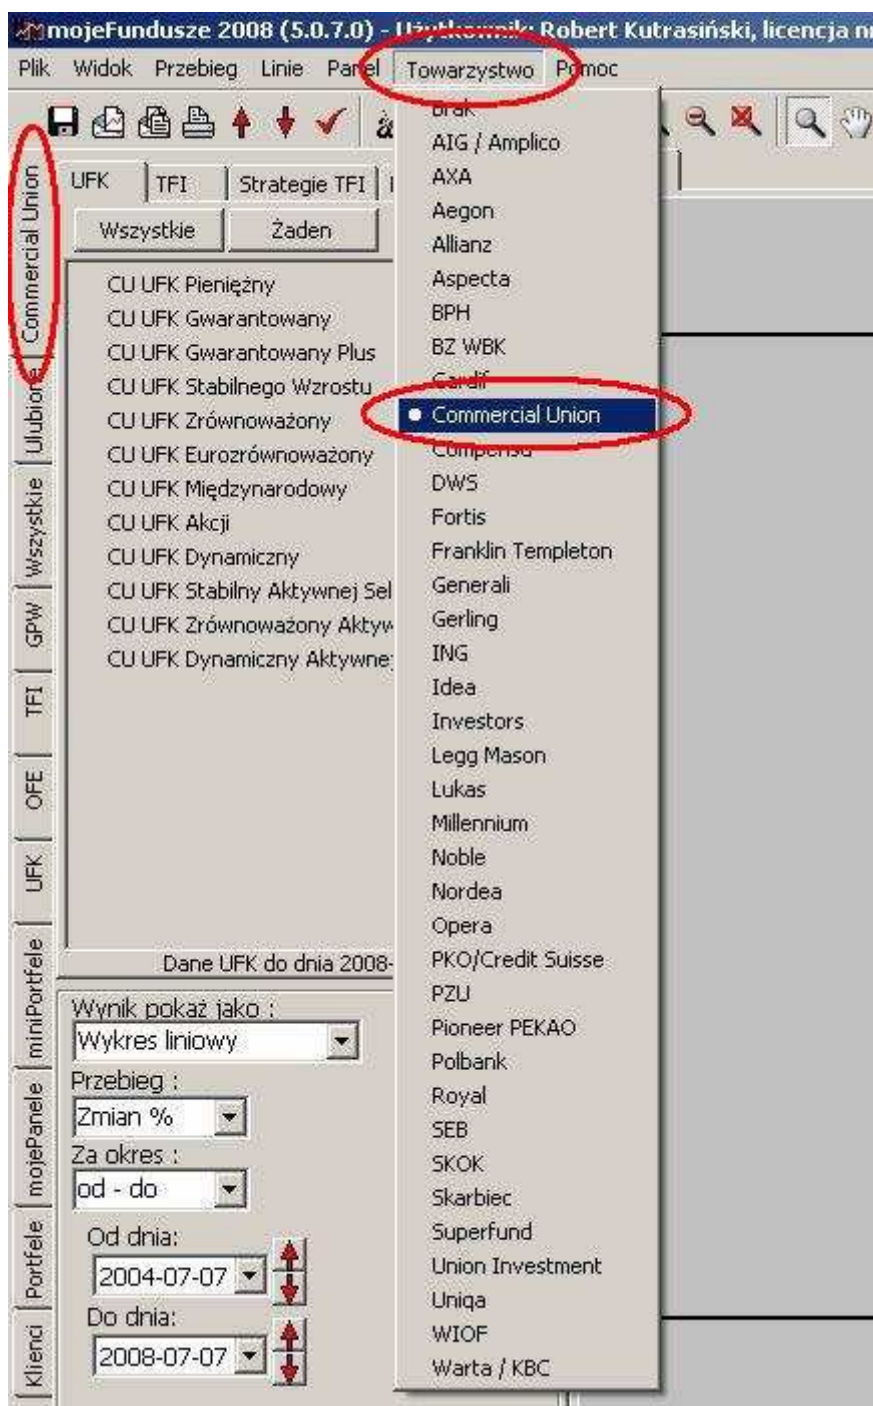 mojeFundusze 2008 (5.0.7.0) - Użytkownik: Robert Kutrasiński, licencja
Plik Widok Przebieg Linie Panel Towarzystwo Pomoc
UFK TFI Strategie TFI
Wszystkie Żaden
CU UFK Pieniężny
CU UFK Gwarantowany
CU UFK Gwarantowany Plus
CU UFK Stabilnego Wzrostu
CU UFK Zrównoważony
CU UFK Eurozrównoważony
CU UFK Międzynarodowy
CU UFK Akcji
CU UFK Dynamiczny
CU UFK Stabilny Aktywnej Sel
CU UFK Zrównoważony Aktyw
CU UFK Dynamiczny Aktywnej
Dane UFK do dnia 2008-
Wynik pokaż jako :
Wykres liniowy
Przebieg :
Zmian %
Za okres :
od - do
Od dnia:
2004-07-07
Do dnia:
2008-07-07
Commercial Union
Ulubione
Wszystkie
GPW
TFI
OFE
UFK
miniPortfele
mojePanele
Portfele
Klienci
Brak
AIG / Amplico
AXA
Aegon
Allianz
Aspecta
BPH
BZ WBK
Cardif
Commercial Union
Compensa
DWS
Fortis
Franklin Templeton
Generali
Gerling
ING
Idea
Investors
Legg Mason
Lukas
Millennium
Noble
Nordea
Opera
PKO/Credit Suisse
PZU
Pioneer PEKAO
Polbank
Royal
SEB
SKOK
Skarbiec
Superfund
Union Investment
Uniqa
WIOF
Warta / KBC